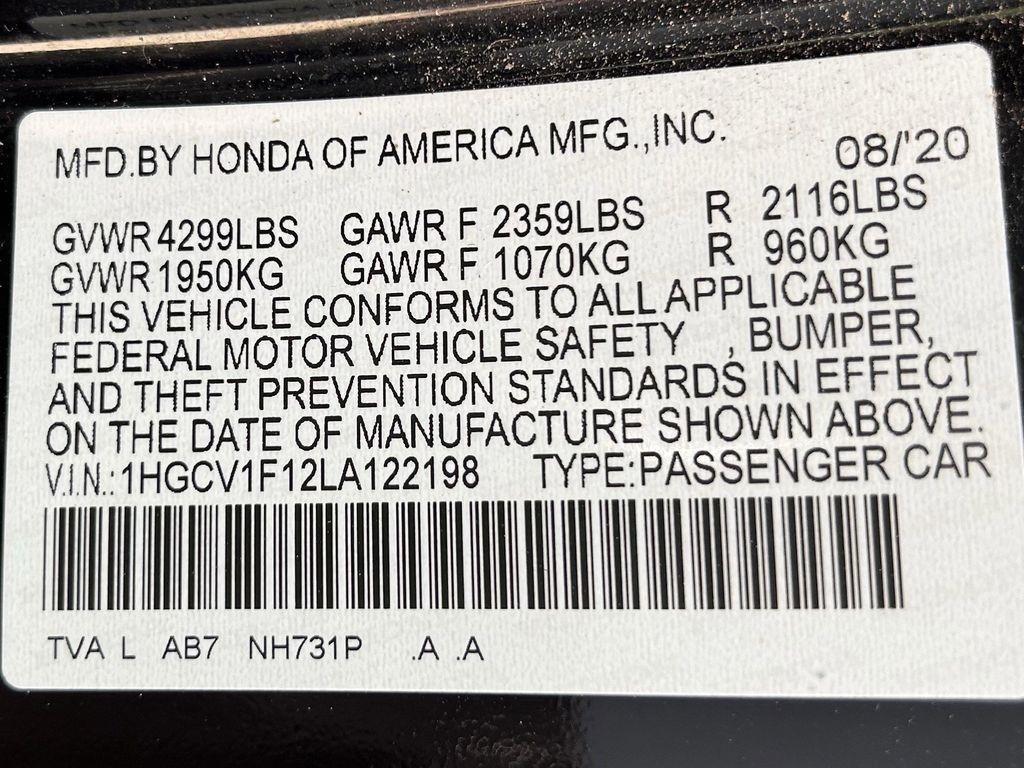 MFD.BY HONDA OF AMERICA MFG.,INC. 08/'20
GVWR 4299LBS GAWR F 2359LBS R 2116LBS
GVWR 1950KG GAWR F 1070KG R 960KG
THIS VEHICLE CONFORMS TO ALL APPLICABLE
FEDERAL MOTOR VEHICLE SAFETY , BUMPER,
AND THEFT PREVENTION STANDARDS IN EFFECT
ON THE DATE OF MANUFACTURE SHOWN ABOVE.
V.I.N.:1HGCV1F12LA122198 TYPE:PASSENGER CAR
TVA L AB7 NH731P .A .A